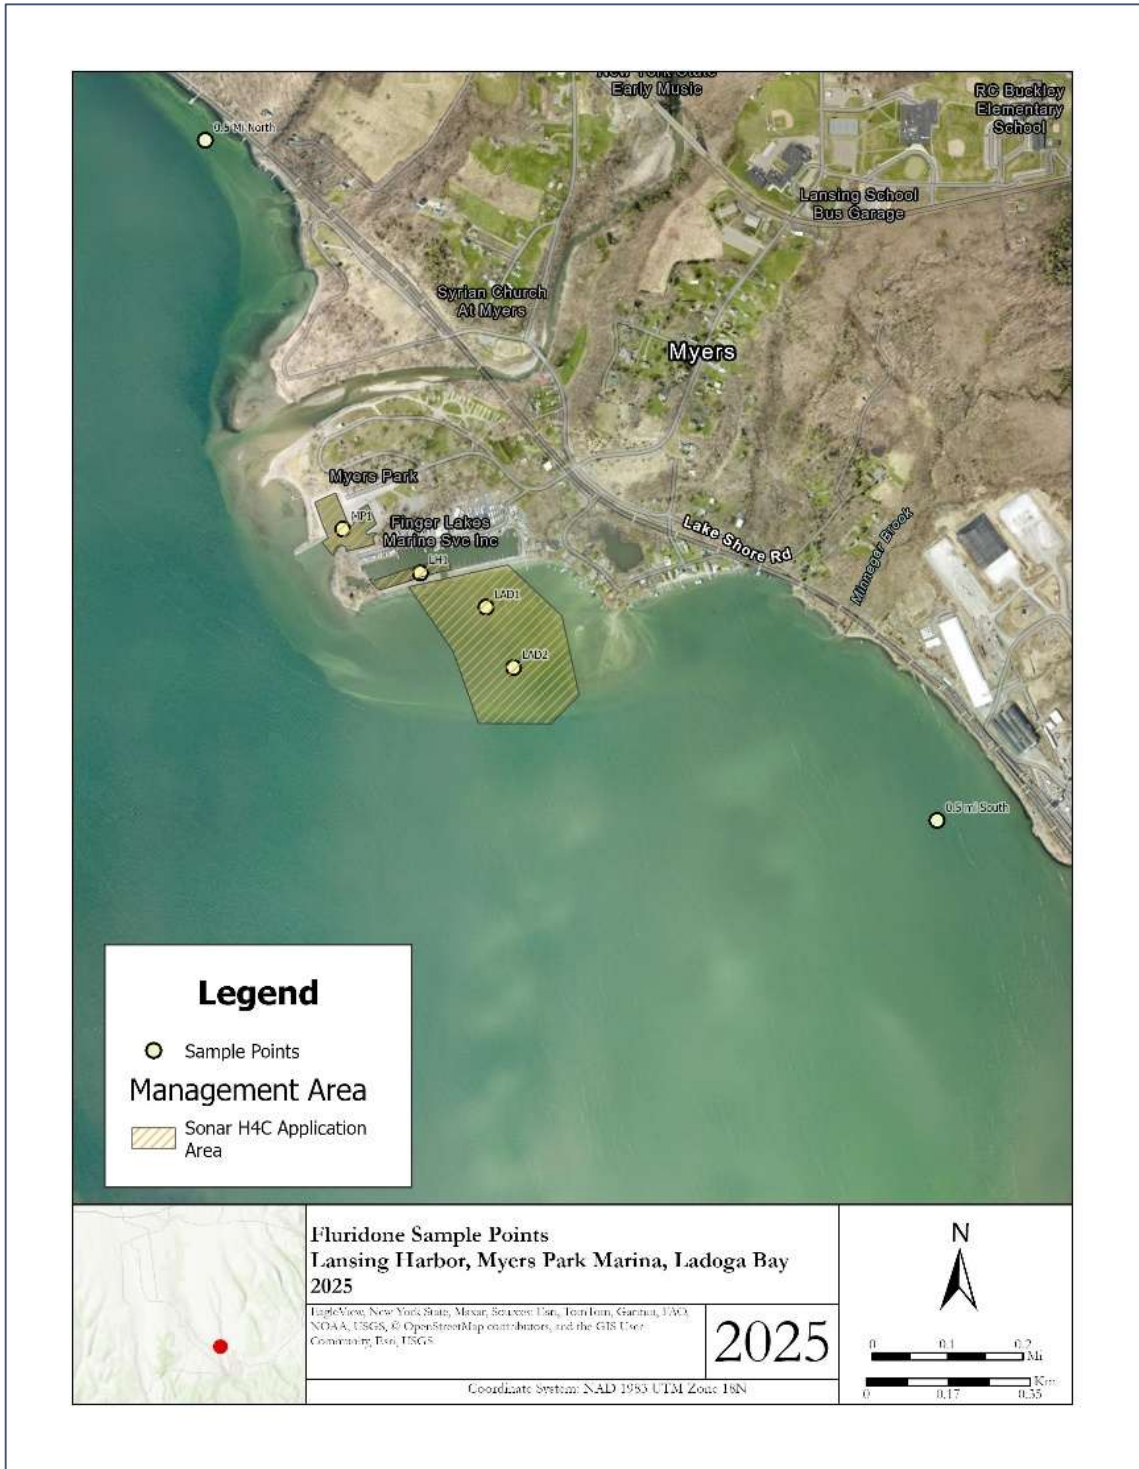 New York State
Early Music
RC Buckley
Elementary
School
0.5 Mi North
Lansing School
Bus Garage
Syrian Church
At Myers
Myers
Myers Park
MP1
Finger Lakes
Marine Svc Inc
Lake Shore Rd
Minnegar Brook
LH1
LAD1
LAD2
0.5 mi South
Legend
Sample Points
Management Area
Sonar H4C Application
Area
Fluridone Sample Points
Lansing Harbor, Myers Park Marina, Ladoga Bay
2025
EagleView, New York State, Maxar, Sources: Esri, TomTom, Garmin, FAO,
NOAA, USGS, © OpenStreetMap contributors, and the GIS User
Community, Esri, USGS
2025
Coordinate System: NAD 1983 UTM Zone 18N
N
0 0.1 0.2
Mi
Km
0 0.17 0.35